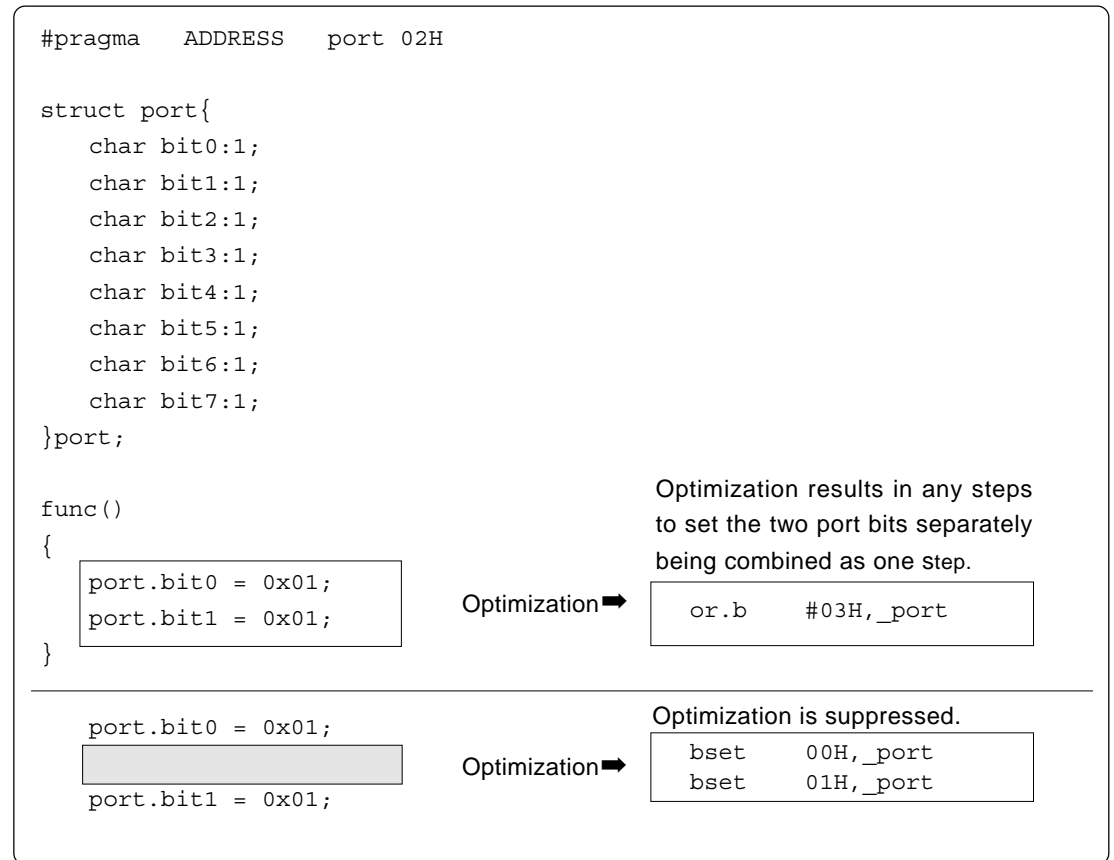 #pragma ADDRESS port 02H
struct port{
char bit0:1;
char bit1:1;
char bit2:1;
char bit3:1;
char bit4:1;
char bit5:1;
char bit6:1;
char bit7:1;
}port;
func()
{
port.bit0 = 0x01;
port.bit1 = 0x01;
}
Optimization➡
Optimization results in any steps
to set the two port bits separately
being combined as one step.
or.b #03H,_port
port.bit0 = 0x01;
port.bit1 = 0x01;
Optimization➡
Optimization is suppressed.
bset 00H,_port
bset 01H,_port